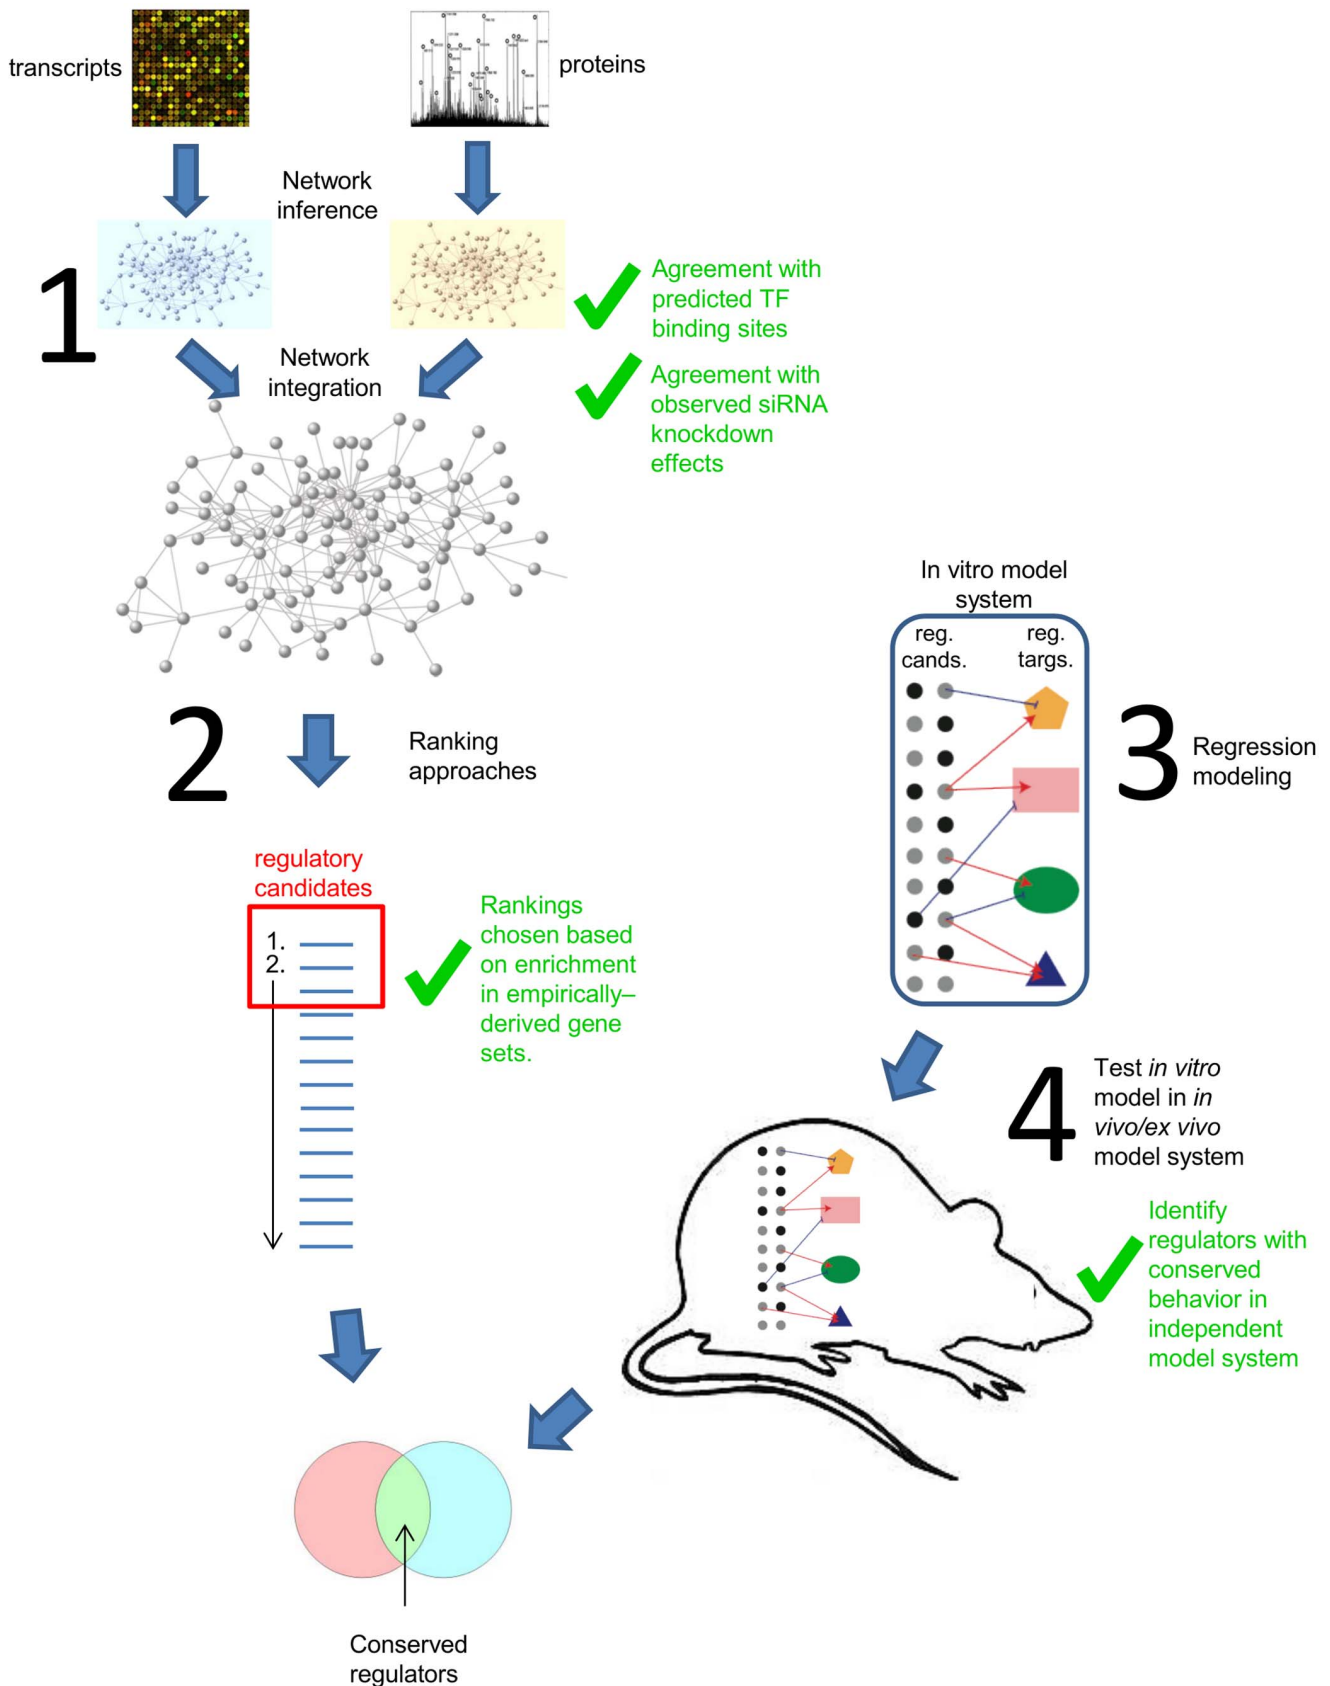 transcripts
proteins
Network
inference
1
Agreement with
predicted TF
binding sites
Network
integration
Agreement with
observed siRNA
knockdown
effects
2
Ranking
approaches
In vitro model
system
reg.
cands.
reg.
targs.
3
Regression
modeling
regulatory
candidates
1.
2.
Rankings
chosen based
on enrichment
in empirically–
derived gene
sets.
4
Test in vitro
model in in
vivo/ex vivo
model system
Identify
regulators with
conserved
behavior in
independent
model system
Conserved
regulators